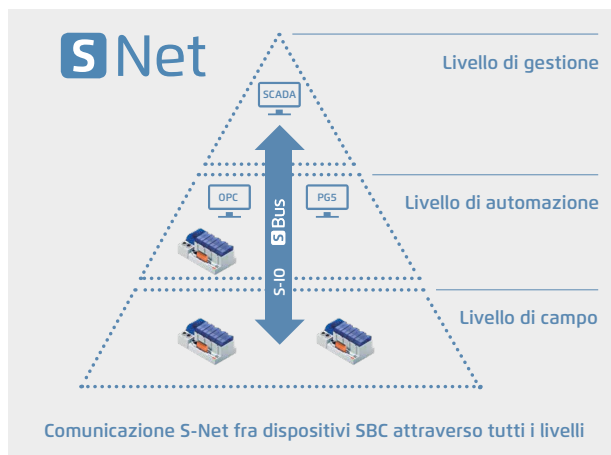 S Net
Livello di gestione
SCADA
Livello di automazione
OPC
PG5
S-IO S Bus
Livello di campo
Comunicazione S-Net fra dispositivi SBC attraverso tutti i livelli